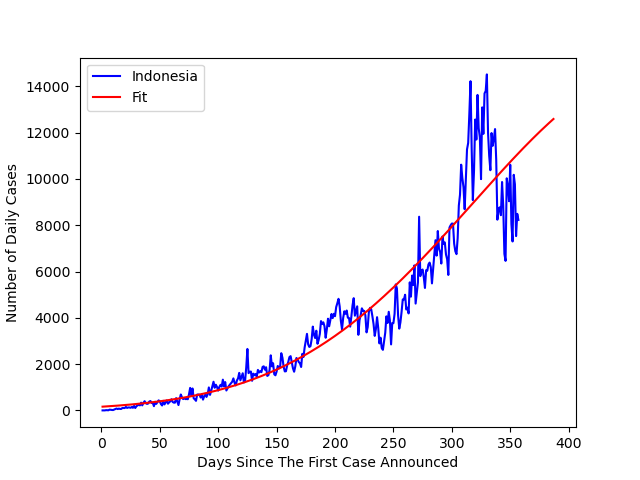 Indonesia
Fit
14000
12000
10000
8000
6000
4000
2000
0
Number of Daily Cases
0 50 100 150 200 250 300 350 400
Days Since The First Case Announced